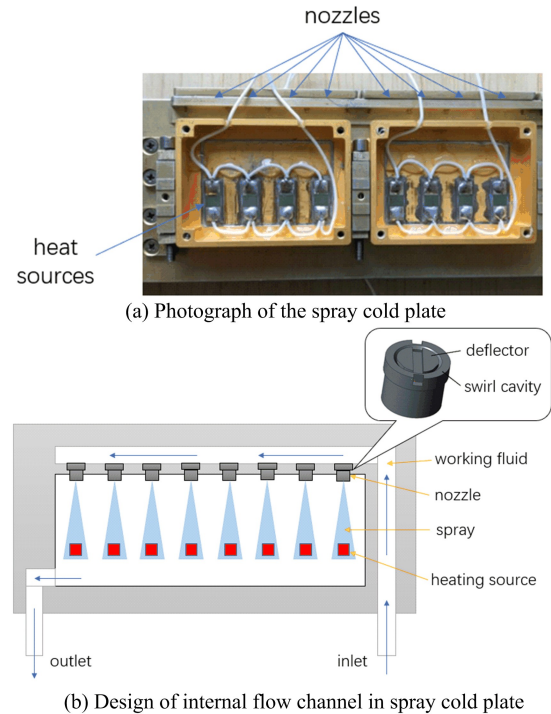 nozzles
heat
sources
(a) Photograph of the spray cold plate
deflector
swirl cavity
working fluid
nozzle
spray
heating source
outlet
inlet
(b) Design of internal flow channel in spray cold plate